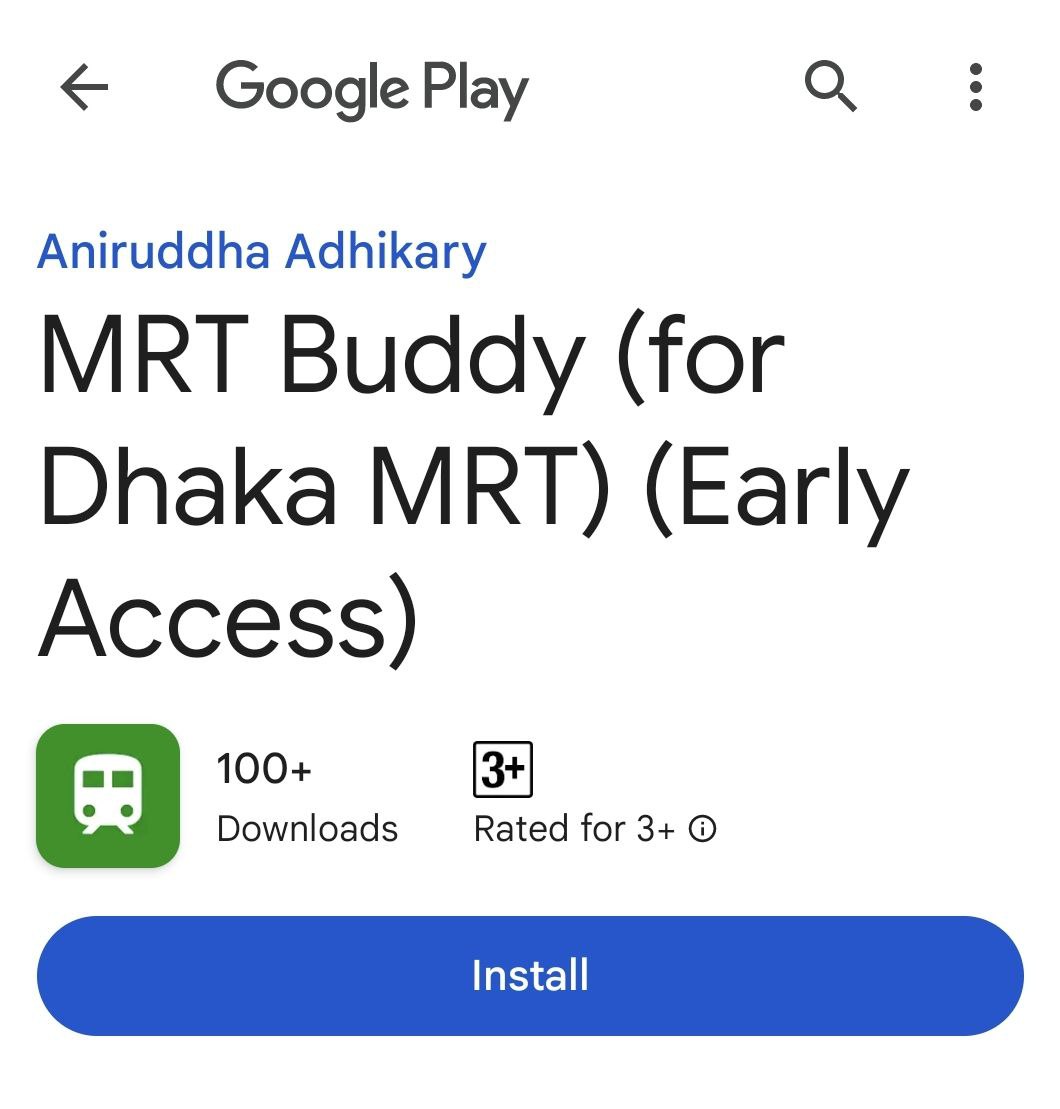 Google Play
Aniruddha Adhikary
MRT Buddy (for
Dhaka MRT) (Early
Access)
100+
3+
Downloads
Rated for 3+
Install